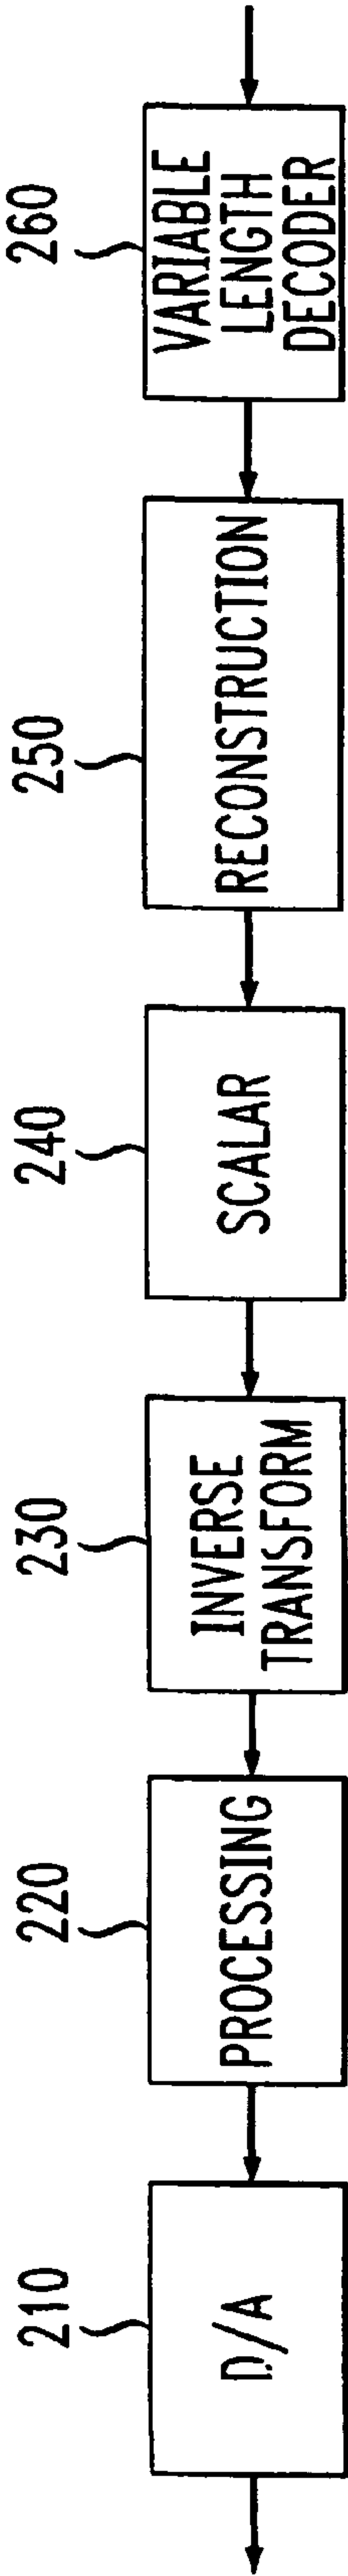 260
VARIABLE
LENGTH
DECODER
250
RECONSTRUCTION
240
SCALAR
230
INVERSE
TRANSFORM
220
PROCESSING
210
D/A